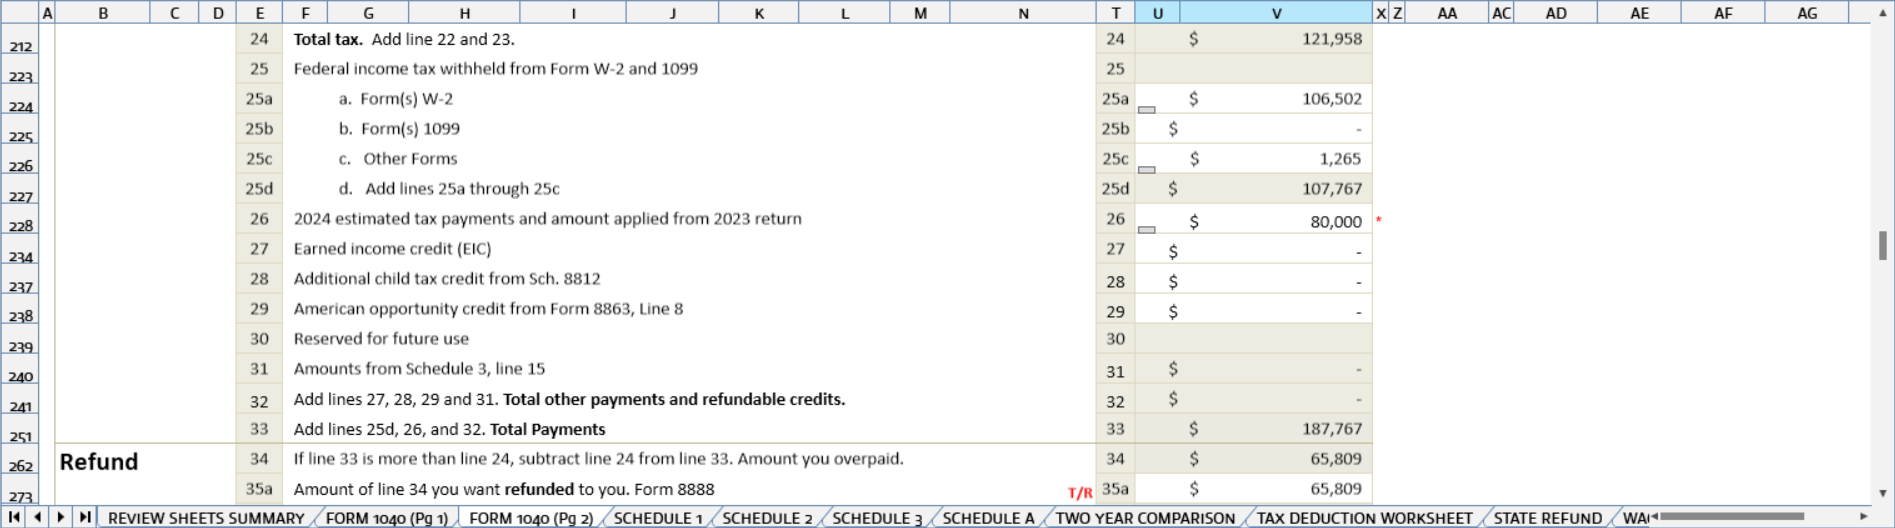 A B C D E F G H I J K L M N T U V X Z AA AC AD AE AF AG
212 24 Total tax. Add line 22 and 23. 24 $ 121,958
223 25 Federal income tax withheld from Form W-2 and 1099 25
224 25a a. Form(s) W-2 25a $ 106,502
225 25b b. Form(s) 1099 25b $ -
226 25c c. Other Forms 25c $ 1,265
227 25d d. Add lines 25a through 25c 25d $ 107,767
228 26 2024 estimated tax payments and amount applied from 2023 return 26 $ 80,000 *
234 27 Earned income credit (EIC) 27 $ -
237 28 Additional child tax credit from Sch. 8812 28 $ -
238 29 American opportunity credit from Form 8863, Line 8 29 $ -
239 30 Reserved for future use 30
240 31 Amounts from Schedule 3, line 15 31 $ -
241 32 Add lines 27, 28, 29 and 31. Total other payments and refundable credits. 32 $ -
251 33 Add lines 25d, 26, and 32. Total Payments 33 $ 187,767
262 Refund 34 If line 33 is more than line 24, subtract line 24 from line 33. Amount you overpaid. 34 $ 65,809
273 35a Amount of line 34 you want refunded to you. Form 8888 T/R 35a $ 65,809
REVIEW SHEETS SUMMARY FORM 1040 (Pg 1) FORM 1040 (Pg 2) SCHEDULE 1 SCHEDULE 2 SCHEDULE 3 SCHEDULE A TWO YEAR COMPARISON TAX DEDUCTION WORKSHEET STATE REFUND WA